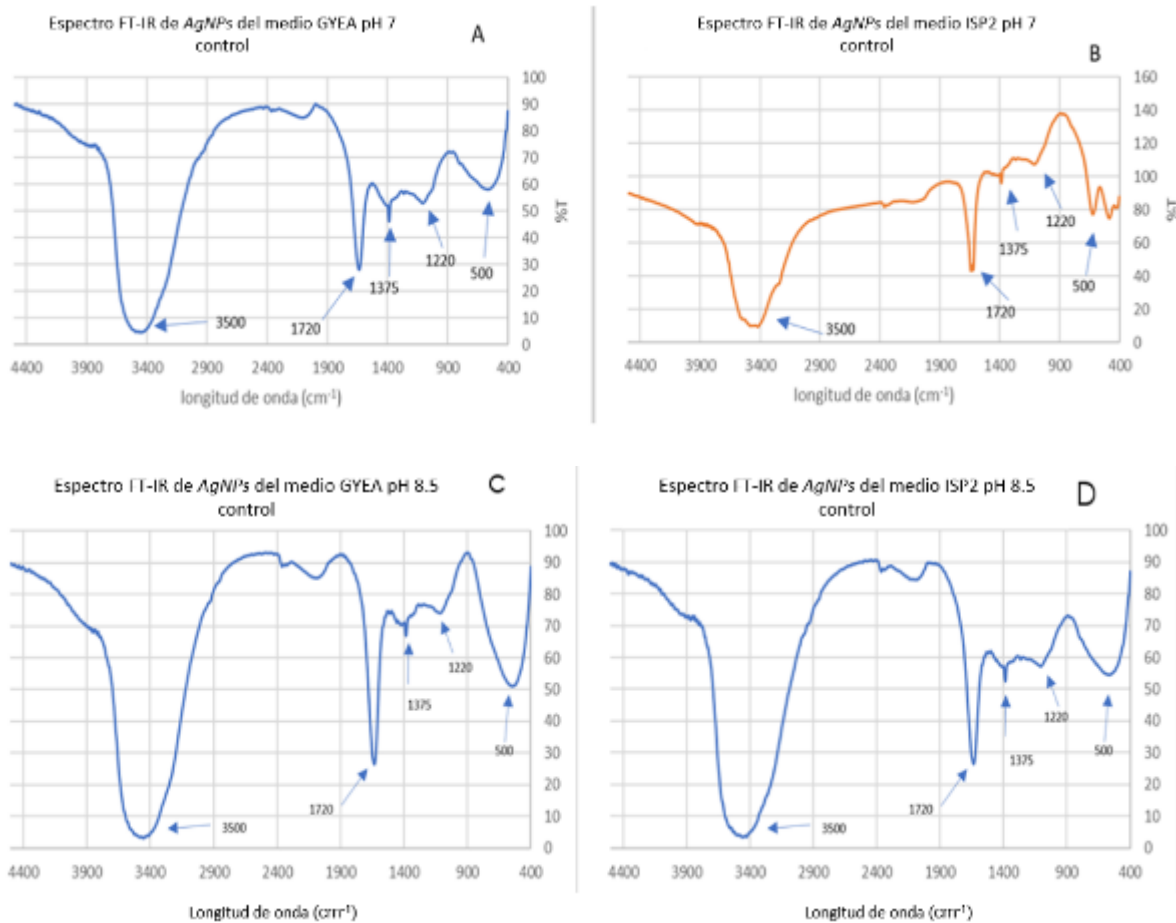 Espectro FT-IR de AgNPs del medio GYEA pH 7
control
A
100
90
80
70
60
50
40
30
20
10
0
%T
3500
1720
1375
1220
500
4400 3900 3400 2900 2400 1900 1400 900 400
longitud de onda (cm-1)
Espectro FT-IR de AgNPs del medio ISP2 pH 7
control
B
160
140
120
100
80
60
40
20
0
%T
3500
1720
1375
1220
500
4400 3900 3400 2900 2400 1900 1400 900 400
longitud de onda (cm-1)
Espectro FT-IR de AgNPs del medio GYEA pH 8.5
control
C
100
90
80
70
60
50
40
30
20
10
0
3500
1720
1375
1220
500
4400 3900 3400 2900 2400 1900 1400 900 400
Longitud de onda (cm-1)
Espectro FT-IR de AgNPs del medio ISP2 pH 8.5
control
D
100
90
80
70
60
50
40
30
20
10
0
3500
1720
1375
1220
500
4400 3900 3400 2900 2400 1900 1400 900 400
Longitud de onda (cm-1)